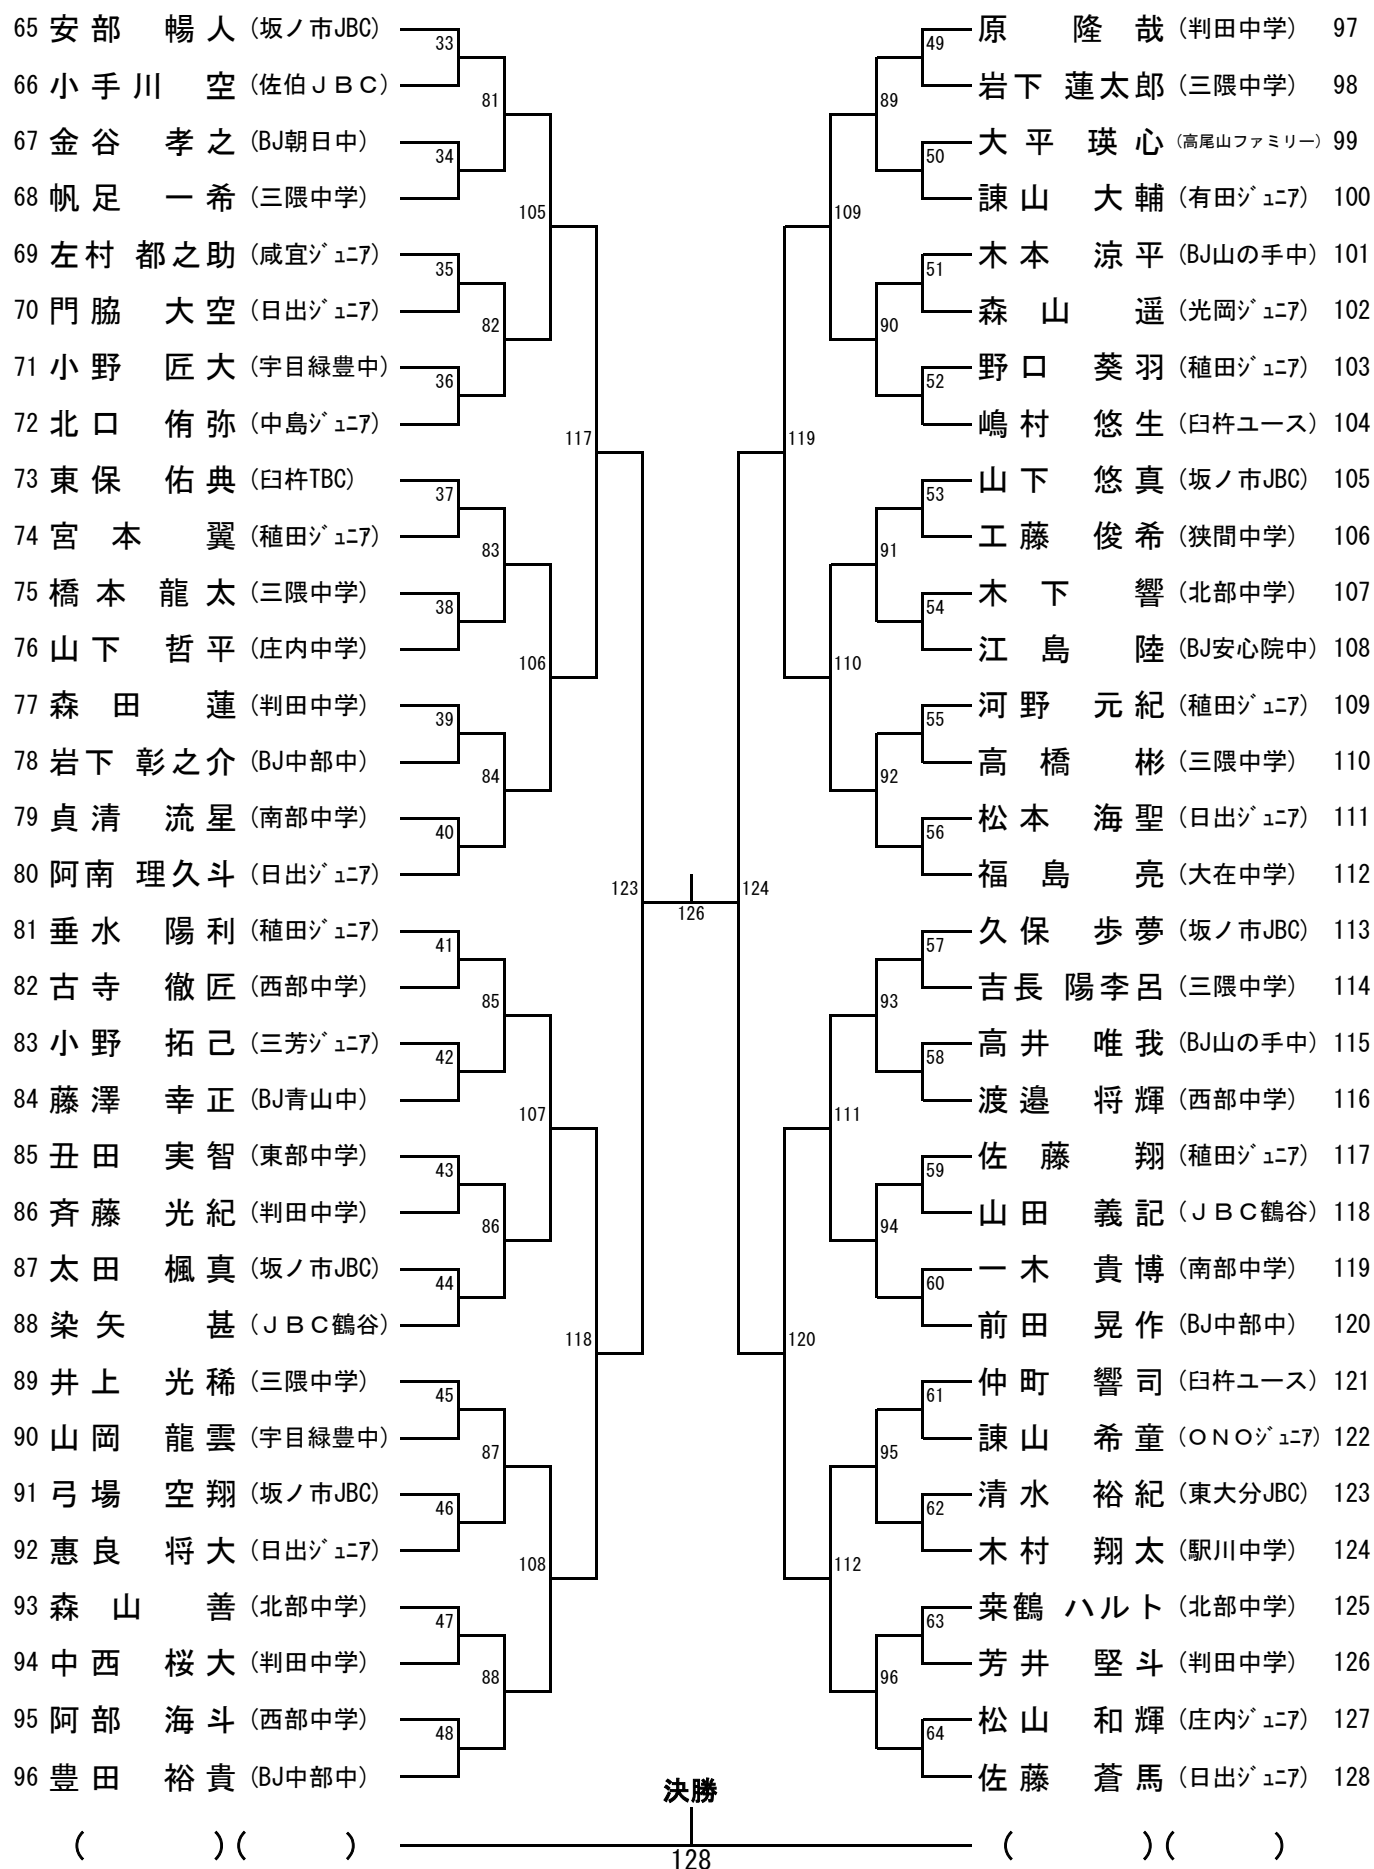 65 安部 暢人 (坂ノ市JBC) 33 49 原 隆哉 (判田中学) 97
66 小手川 空 (佐伯ＪＢＣ) 81 89 岩下 蓮太郎 (三隈中学) 98
67 金谷 孝之 (BJ朝日中) 34 50 大平 瑛心 (高尾山ファミリー) 99
68 帆足 一希 (三隈中学) 105 109 諌山 大輔 (有田ｼﾞｭﾆｱ) 100
69 左村 都之助 (咸宜ｼﾞｭﾆｱ) 35 51 木本 涼平 (BJ山の手中) 101
70 門脇 大空 (日出ｼﾞｭﾆｱ) 82 90 森山 遥 (光岡ｼﾞｭﾆｱ) 102
71 小野 匠大 (宇目緑豊中) 36 52 野口 葵羽 (稙田ｼﾞｭﾆｱ) 103
72 北口 侑弥 (中島ｼﾞｭﾆｱ) 117 119 嶋村 悠生 (臼杵ユース) 104
73 東保 佑典 (臼杵TBC) 37 53 山下 悠真 (坂ノ市JBC) 105
74 宮本 翼 (稙田ｼﾞｭﾆｱ) 83 91 工藤 俊希 (狭間中学) 106
75 橋本 龍太 (三隈中学) 38 54 木下 響 (北部中学) 107
76 山下 哲平 (庄内中学) 106 110 江島 陸 (BJ安心院中) 108
77 森田 蓮 (判田中学) 39 55 河野 元紀 (稙田ｼﾞｭﾆｱ) 109
78 岩下 彰之介 (BJ中部中) 84 92 高橋 彬 (三隈中学) 110
79 貞清 流星 (南部中学) 40 56 松本 海聖 (日出ｼﾞｭﾆｱ) 111
80 阿南 理久斗 (日出ｼﾞｭﾆｱ) 123 124 福島 亮 (大在中学) 112
126
81 垂水 陽利 (稙田ｼﾞｭﾆｱ) 41 57 久保 歩夢 (坂ノ市JBC) 113
82 古寺 徹匠 (西部中学) 85 93 吉長 陽李呂 (三隈中学) 114
83 小野 拓己 (三芳ｼﾞｭﾆｱ) 42 58 高井 唯我 (BJ山の手中) 115
84 藤澤 幸正 (BJ青山中) 107 111 渡邉 将輝 (西部中学) 116
85 丑田 実智 (東部中学) 43 59 佐藤 翔 (稙田ｼﾞｭﾆｱ) 117
86 斉藤 光紀 (判田中学) 86 94 山田 義記 (ＪＢＣ鶴谷) 118
87 太田 楓真 (坂ノ市JBC) 44 60 一木 貴博 (南部中学) 119
88 染矢 甚 (ＪＢＣ鶴谷) 118 120 前田 晃作 (BJ中部中) 120
89 井上 光稀 (三隈中学) 45 61 仲町 響司 (臼杵ユース) 121
90 山岡 龍雲 (宇目緑豊中) 87 95 諌山 希童 (ＯＮＯｼﾞｭﾆｱ) 122
91 弓場 空翔 (坂ノ市JBC) 46 62 清水 裕紀 (東大分JBC) 123
92 惠良 将大 (日出ｼﾞｭﾆｱ) 108 112 木村 翔太 (駅川中学) 124
93 森山 善 (北部中学) 47 63 桒鶴 ハルト (北部中学) 125
94 中西 桜大 (判田中学) 88 96 芳井 堅斗 (判田中学) 126
95 阿部 海斗 (西部中学) 48 64 松山 和輝 (庄内ｼﾞｭﾆｱ) 127
96 豊田 裕貴 (BJ中部中) 佐藤 蒼馬 (日出ｼﾞｭﾆｱ) 128
決勝
( )( ) 128 ( )( )